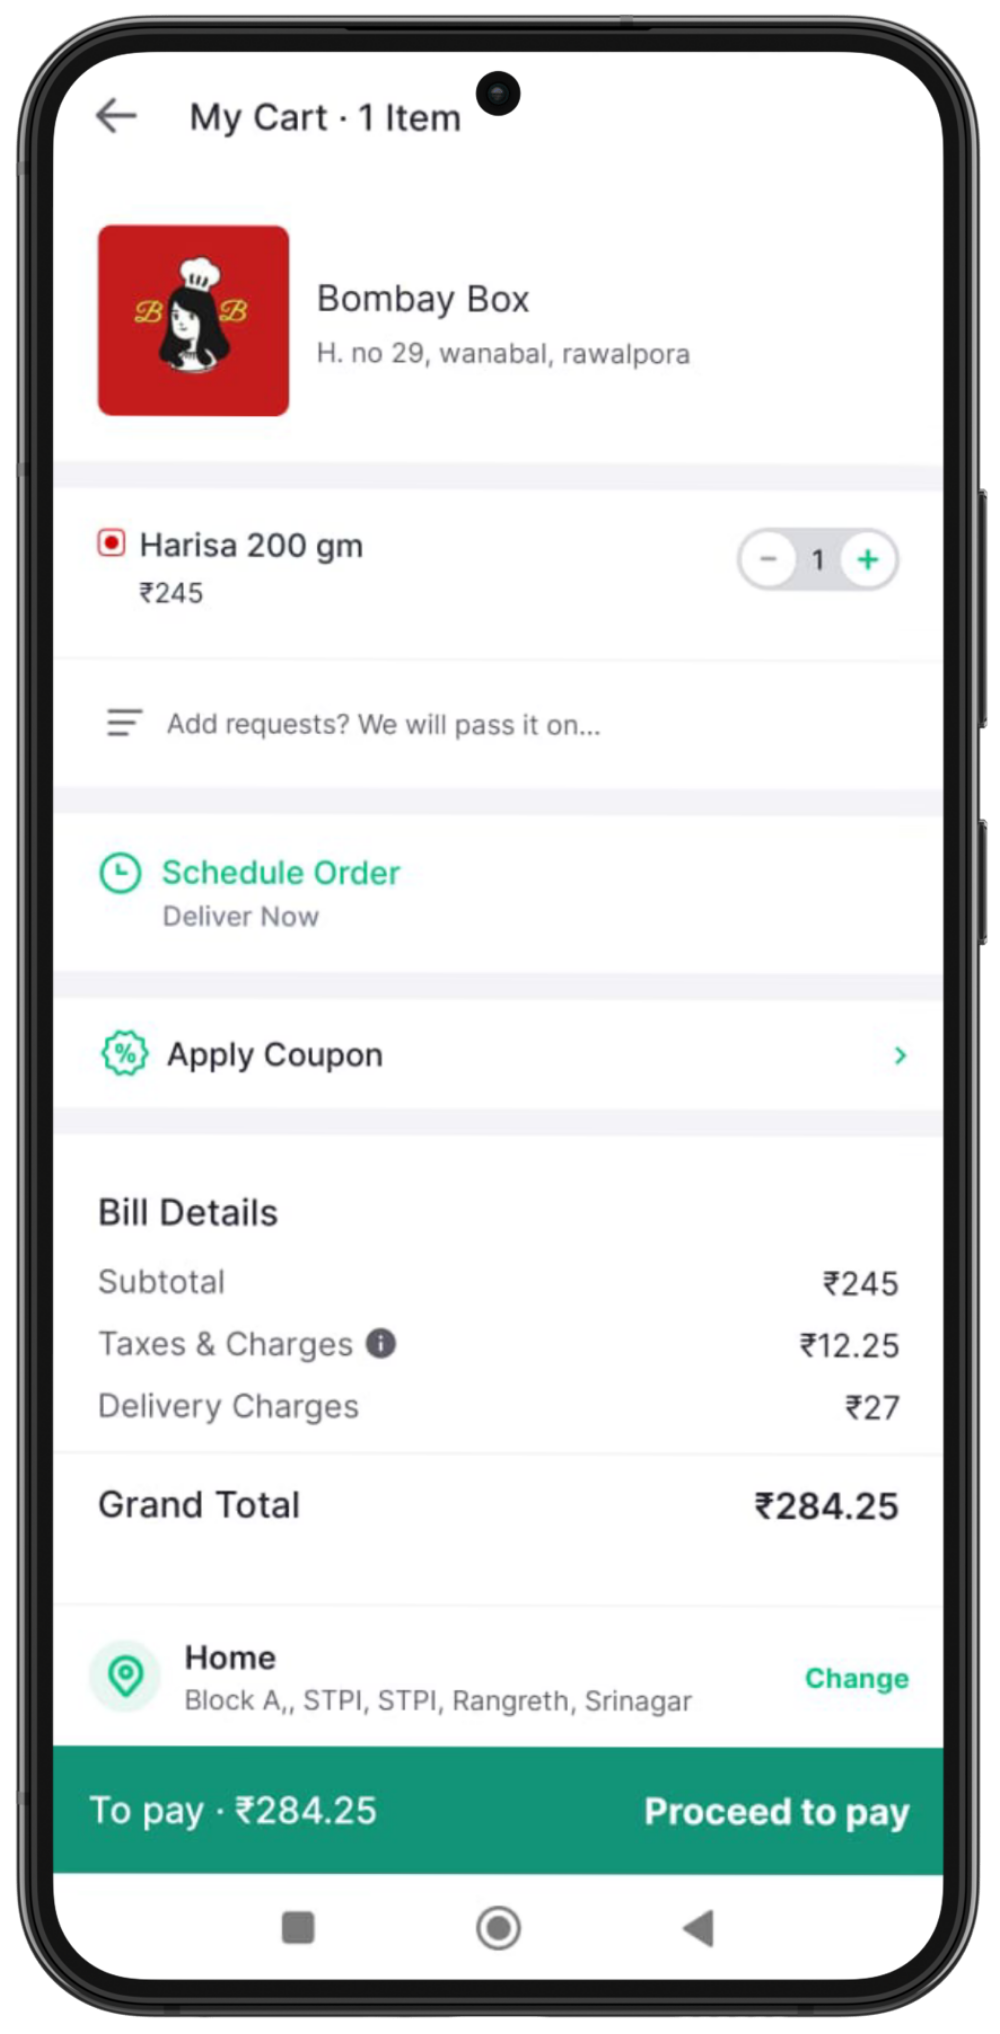 My Cart · 1 Item
B B
Bombay Box
H. no 29, wanabal, rawalpora
Harisa 200 gm
₹245
1
Add requests? We will pass it on...
Schedule Order
Deliver Now
Apply Coupon
Bill Details
Subtotal ₹245
Taxes & Charges ₹12.25
Delivery Charges ₹27
Grand Total ₹284.25
Home
Block A,, STPI, STPI, Rangreth, Srinagar
Change
To pay · ₹284.25 Proceed to pay